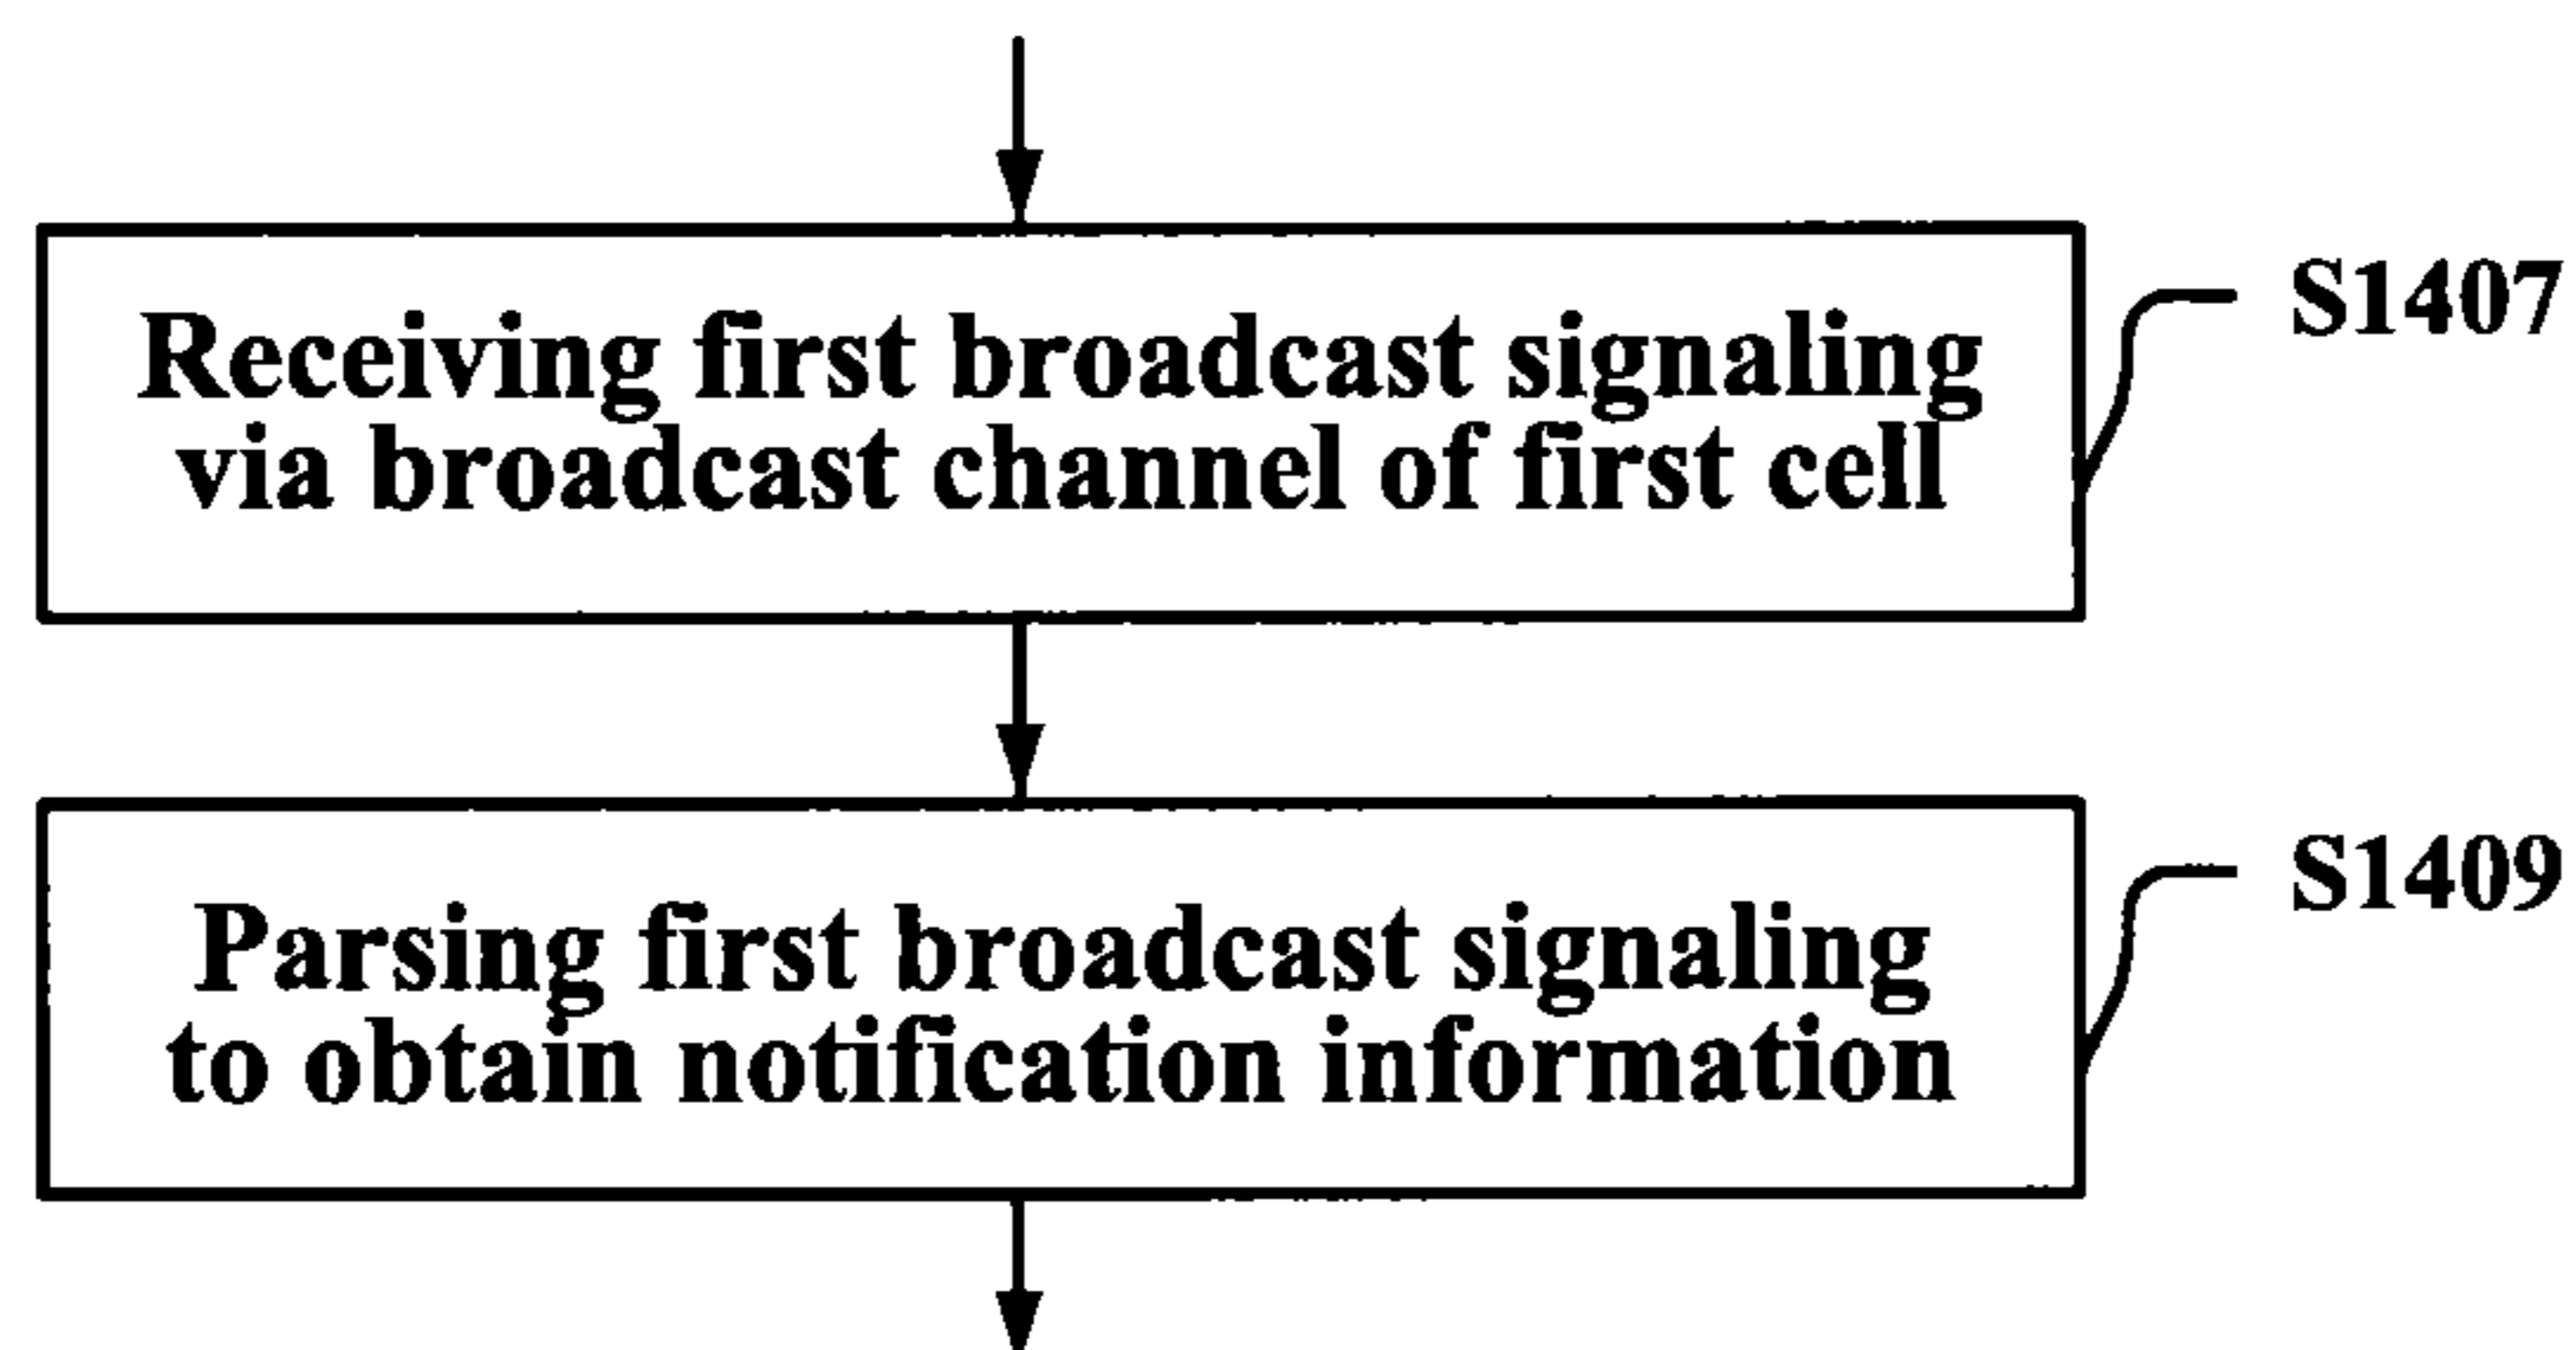 Receiving first broadcast signaling
via broadcast channel of first cell
S1407
Parsing first broadcast signaling
to obtain notification information
S1409